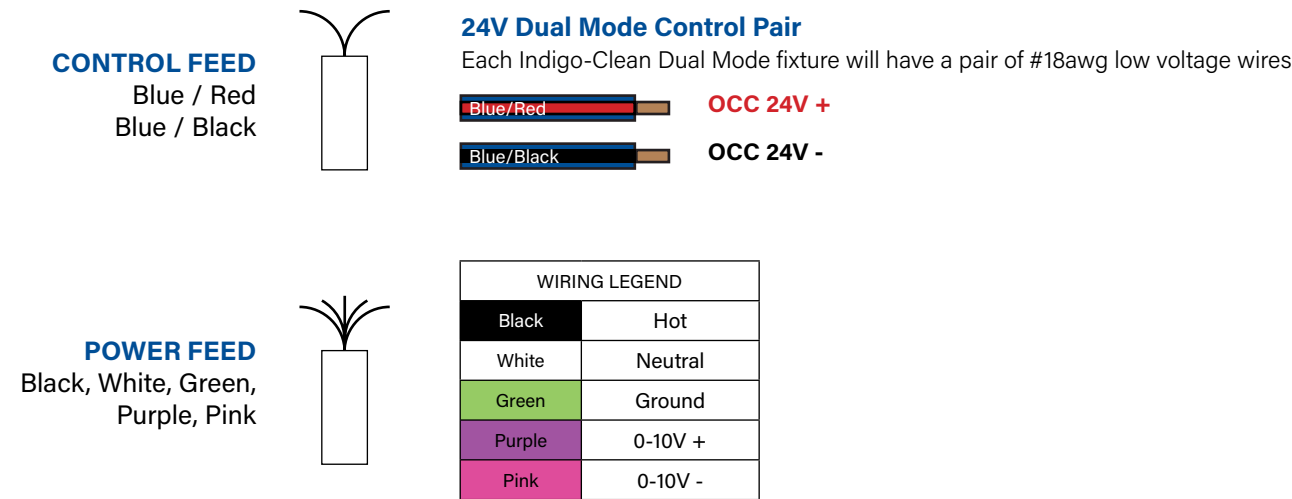 CONTROL FEED
Blue / Red
Blue / Black
24V Dual Mode Control Pair
Each Indigo-Clean Dual Mode fixture will have a pair of #18awg low voltage wires
Blue/Red OCC 24V +
Blue/Black OCC 24V -
POWER FEED
Black, White, Green,
Purple, Pink
WIRING LEGEND
Black Hot
White Neutral
Green Ground
Purple 0-10V +
Pink 0-10V -